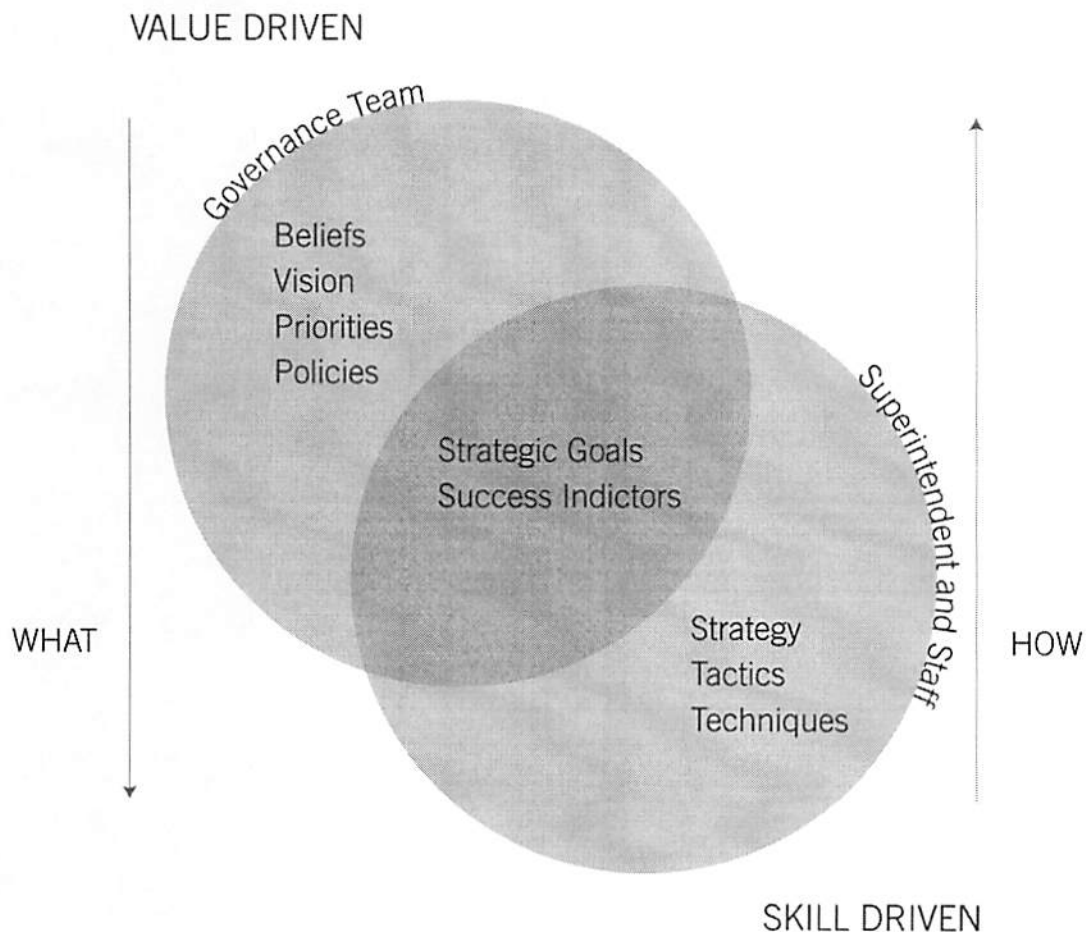 VALUE DRIVEN
Governance Team
Beliefs
Vision
Priorities
Policies
Strategic Goals
Success Indictors
Superintendent and Staff
Strategy
Tactics
Techniques
WHAT
HOW
SKILL DRIVEN